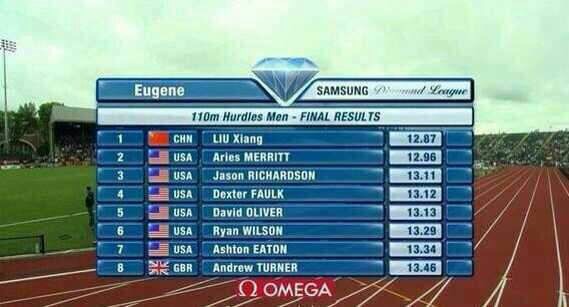 Eugene SAMSUNG Diamond League
110m Hurdles Men - FINAL RESULTS
1 CHN LIU Xiang 12.87
2 USA Aries MERRITT 12.96
3 USA Jason RICHARDSON 13.11
4 USA Dexter FAULK 13.12
5 USA David OLIVER 13.13
6 USA Ryan WILSON 13.29
7 USA Ashton EATON 13.34
8 GBR Andrew TURNER 13.46
Ω OMEGA